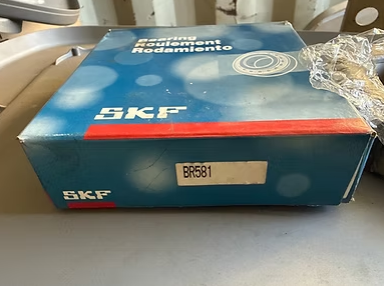 Bearing
Roulement
Rodamiento
SKF
BR581
SKF